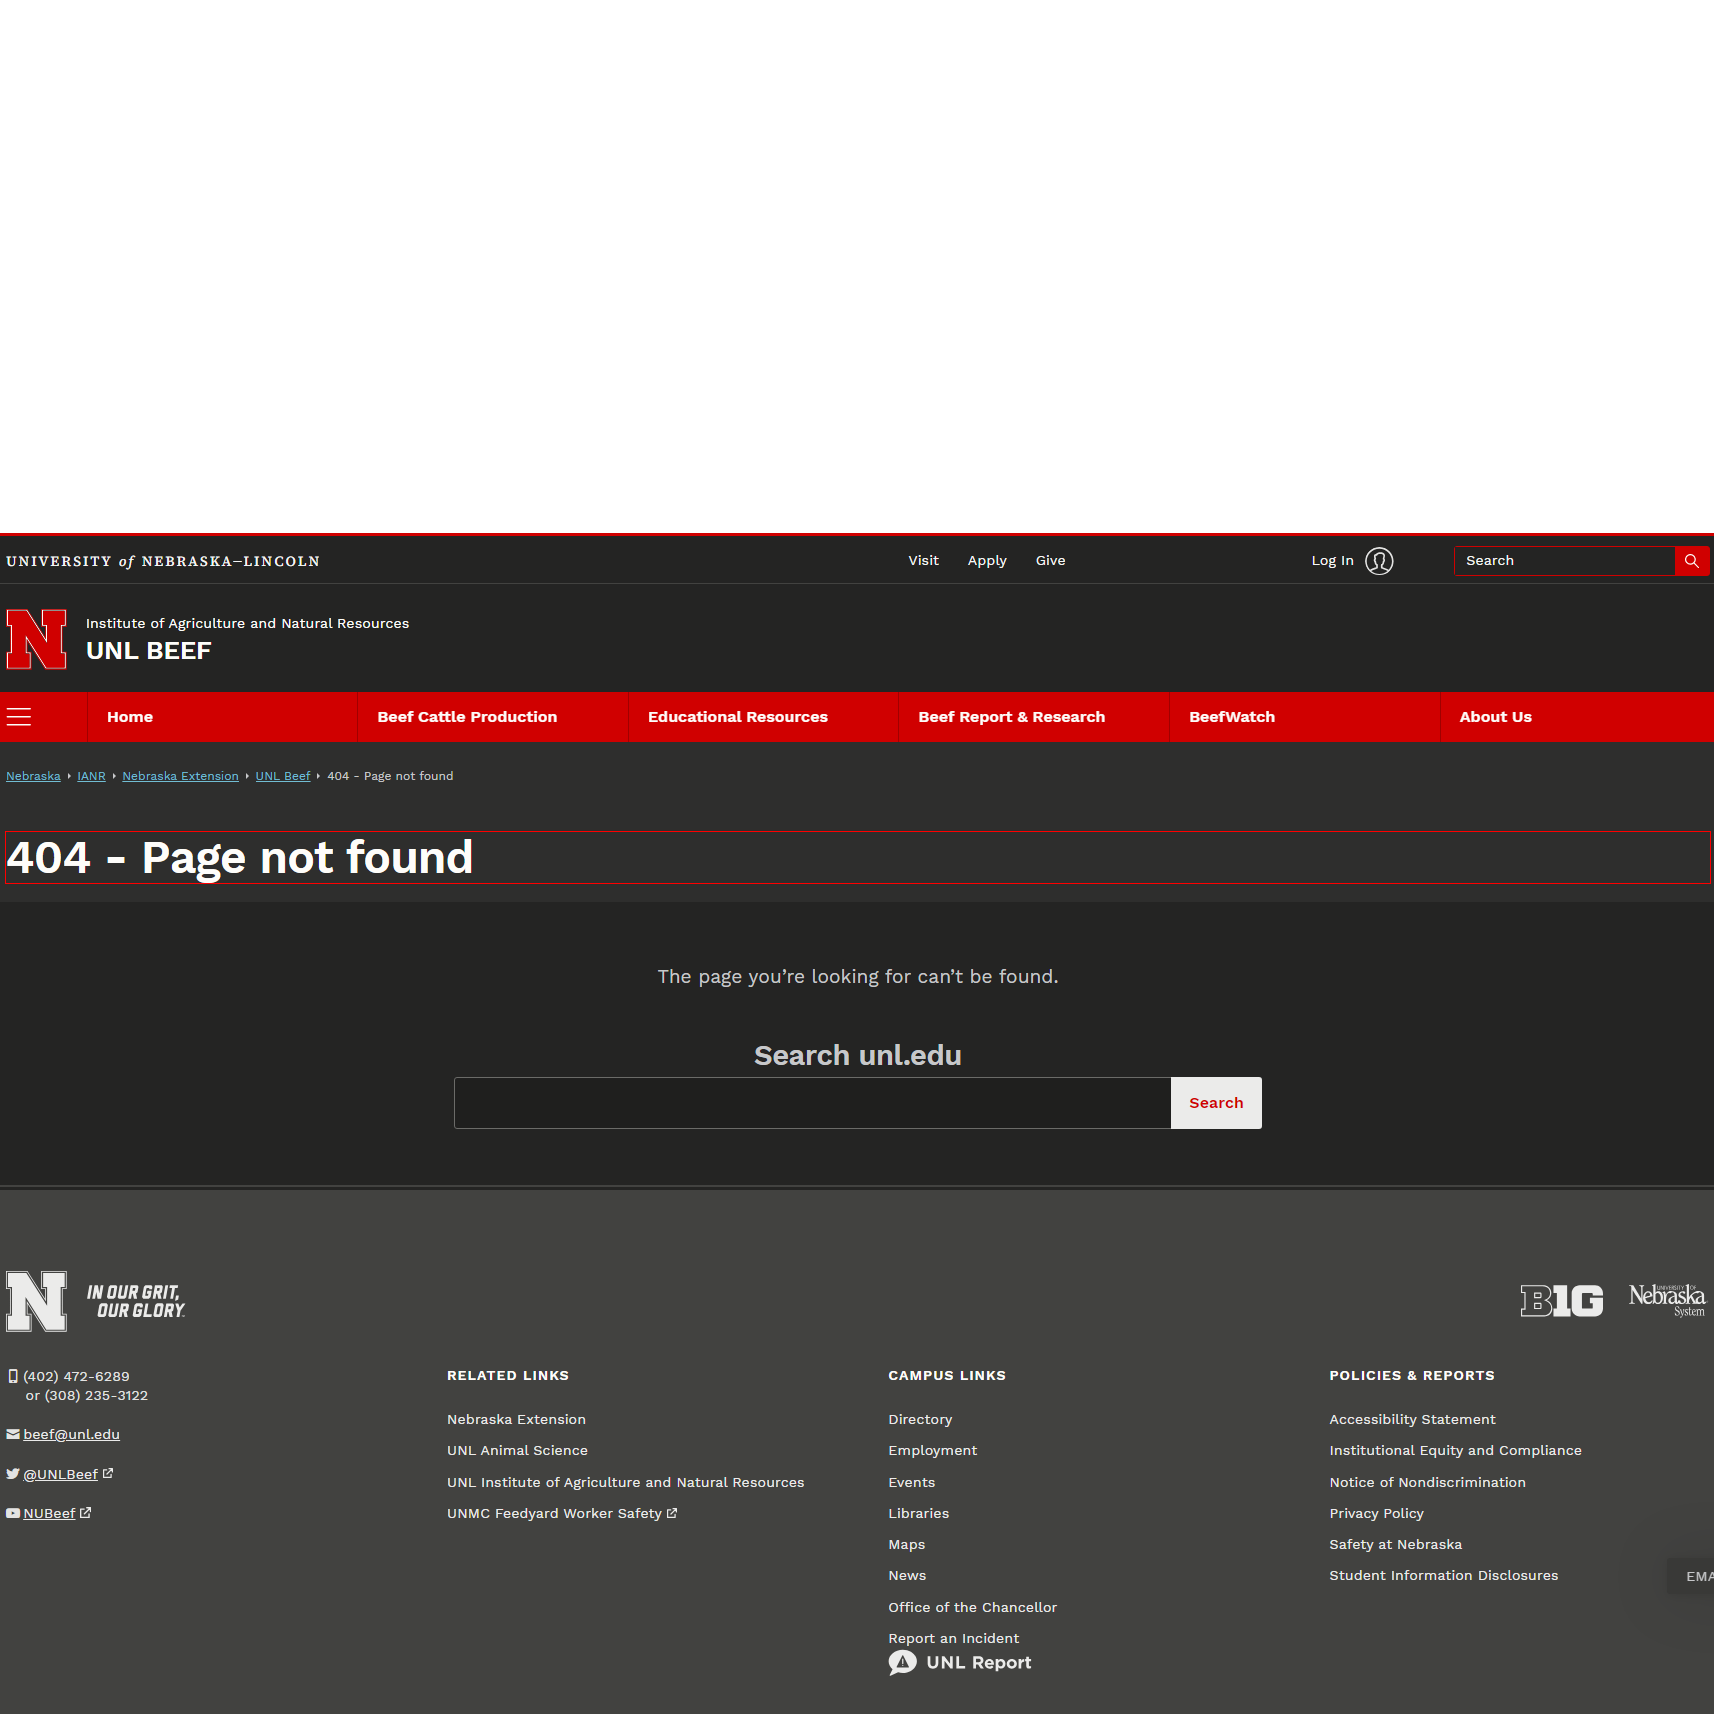 UNIVERSITY of NEBRASKA–LINCOLN
Visit Apply Give
Log In
Search
Institute of Agriculture and Natural Resources
UNL BEEF
Home Beef Cattle Production Educational Resources Beef Report & Research BeefWatch About Us
Nebraska IANR Nebraska Extension UNL Beef 404 - Page not found
404 - Page not found
The page you’re looking for can’t be found.
Search unl.edu
Search
N
IN OUR GRIT,
OUR GLORY
B1G
UNIVERSITY OF
Nebraska
System
(402) 472-6289
or (308) 235-3122
beef@unl.edu
@UNLBeef
NUBeef
RELATED LINKS
Nebraska Extension
UNL Animal Science
UNL Institute of Agriculture and Natural Resources
UNMC Feedyard Worker Safety
CAMPUS LINKS
Directory
Employment
Events
Libraries
Maps
News
Office of the Chancellor
Report an Incident
UNL Report
POLICIES & REPORTS
Accessibility Statement
Institutional Equity and Compliance
Notice of Nondiscrimination
Privacy Policy
Safety at Nebraska
Student Information Disclosures